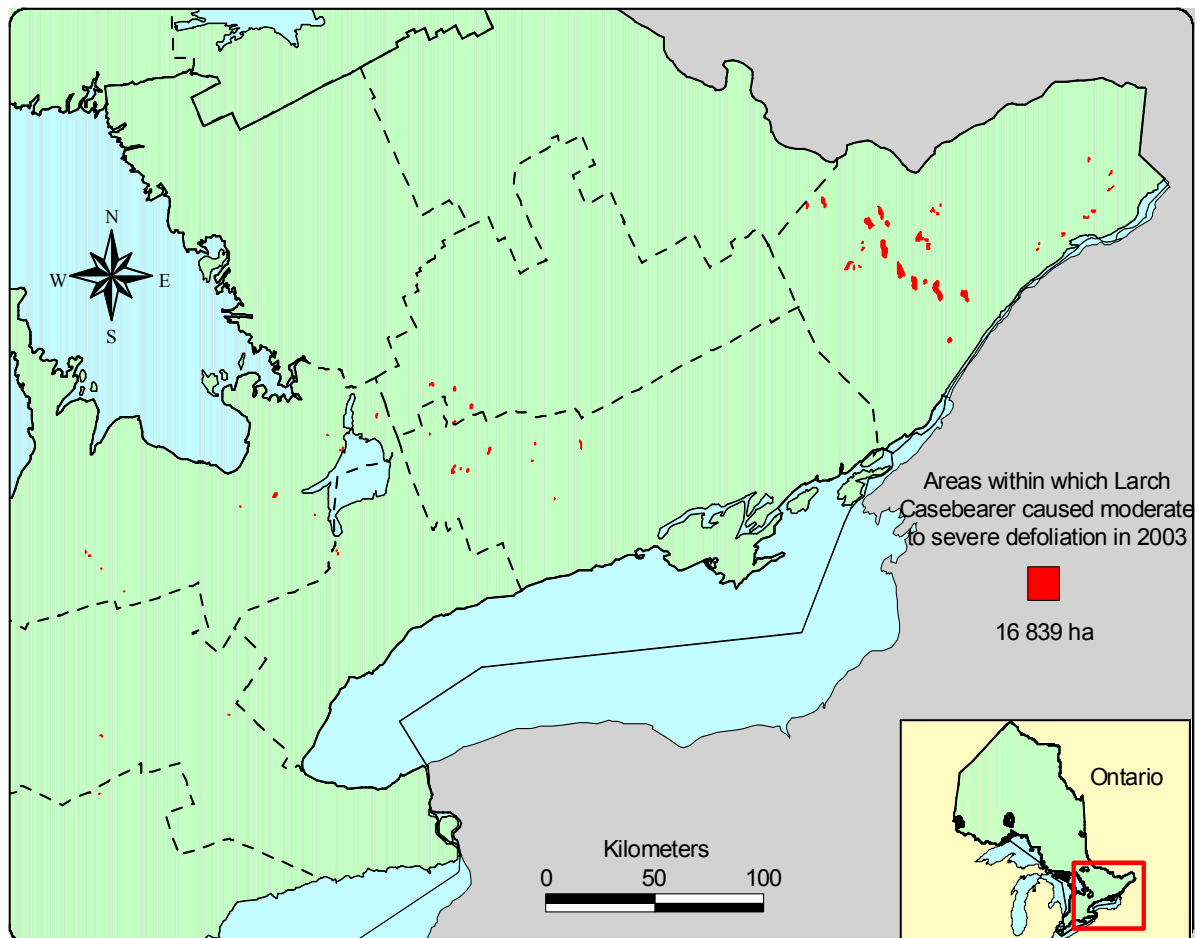 N
W E
S
Areas within which Larch
Casebearer caused moderate
to severe defoliation in 2003
16 839 ha
Ontario
Kilometers
0 50 100